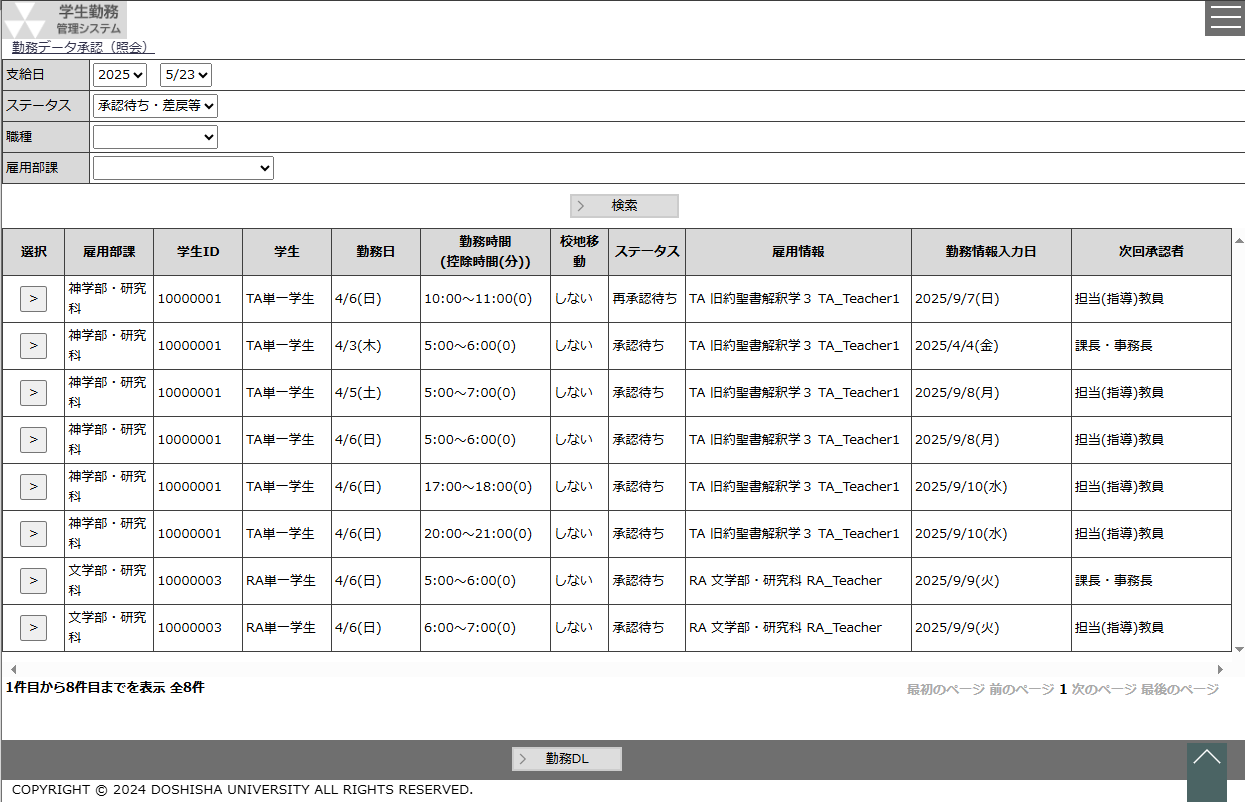 学生勤務
管理システム
勤務データ承認（照会）
支給日 2025 5/23
ステータス 承認待ち・差戻等
職種
雇用部課
検索
選択 雇用部課 学生ID 学生 勤務日 勤務時間(控除時間(分)) 校地移動 ステータス 雇用情報 勤務情報入力日 次回承認者
> 神学部・研究科 10000001 TA単一学生 4/6(日) 10:00～11:00(0) しない 再承認待ち TA 旧約聖書解釈学３ TA_Teacher1 2025/9/7(日) 担当(指導)教員
> 神学部・研究科 10000001 TA単一学生 4/3(木) 5:00～6:00(0) しない 承認待ち TA 旧約聖書解釈学３ TA_Teacher1 2025/4/4(金) 課長・事務長
> 神学部・研究科 10000001 TA単一学生 4/5(土) 5:00～7:00(0) しない 承認待ち TA 旧約聖書解釈学３ TA_Teacher1 2025/9/8(月) 担当(指導)教員
> 神学部・研究科 10000001 TA単一学生 4/6(日) 5:00～6:00(0) しない 承認待ち TA 旧約聖書解釈学３ TA_Teacher1 2025/9/8(月) 担当(指導)教員
> 神学部・研究科 10000001 TA単一学生 4/6(日) 17:00～18:00(0) しない 承認待ち TA 旧約聖書解釈学３ TA_Teacher1 2025/9/10(水) 担当(指導)教員
> 神学部・研究科 10000001 TA単一学生 4/6(日) 20:00～21:00(0) しない 承認待ち TA 旧約聖書解釈学３ TA_Teacher1 2025/9/10(水) 担当(指導)教員
> 文学部・研究科 10000003 RA単一学生 4/6(日) 5:00～6:00(0) しない 承認待ち RA 文学部・研究科 RA_Teacher 2025/9/9(火) 課長・事務長
> 文学部・研究科 10000003 RA単一学生 4/6(日) 6:00～7:00(0) しない 承認待ち RA 文学部・研究科 RA_Teacher 2025/9/9(火) 担当(指導)教員
1件目から8件目までを表示 全8件 最初のページ 前のページ 1 次のページ 最後のページ
勤務DL
COPYRIGHT © 2024 DOSHISHA UNIVERSITY ALL RIGHTS RESERVED.